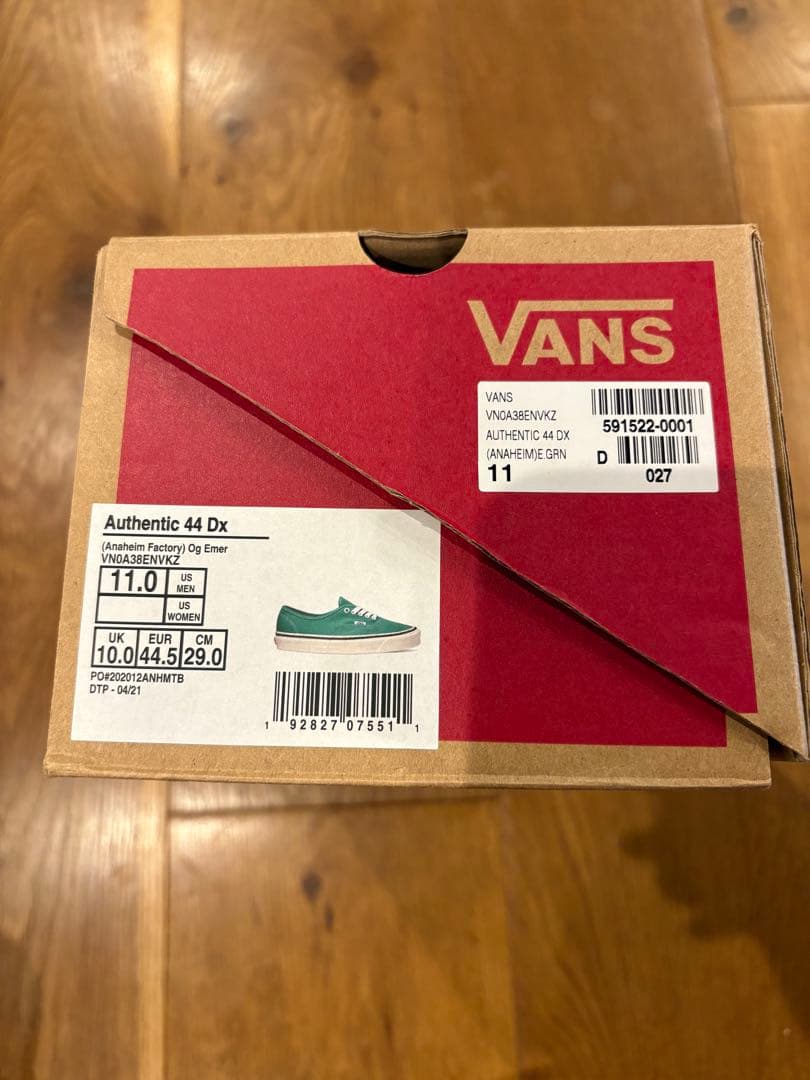 VANS
VANS
VN0A38ENVKZ
AUTHENTIC 44 DX
(ANAHEIM)E.GRN
11
591522-0001
D
027
Authentic 44 Dx
(Anaheim Factory) Og Emer
VN0A38ENVKZ
11.0 US MEN
US WOMEN
UK EUR CM
10.0 44.5 29.0
PO#202012ANHMTB
DTP - 04/21
1 92827 07551 1